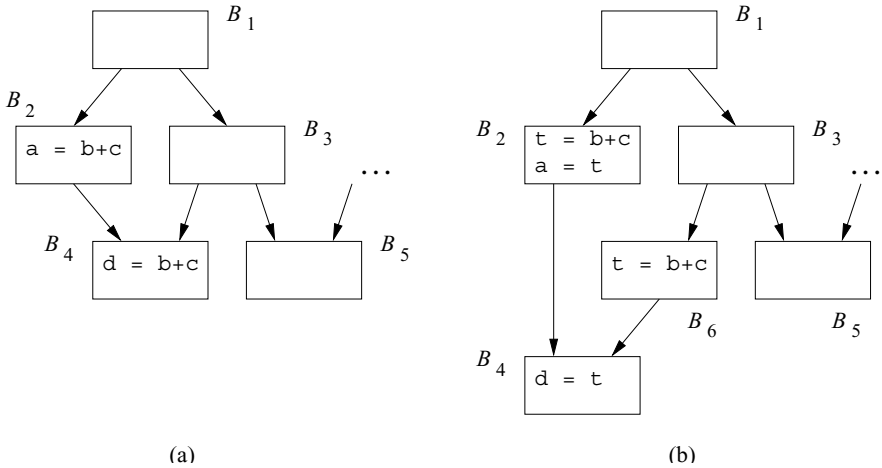 B1
B2
a = b+c
B3
...
B4
d = b+c
B5
(a)
B1
B2
t = b+c
a = t
B3
...
t = b+c
B6
B5
B4
d = t
(b)